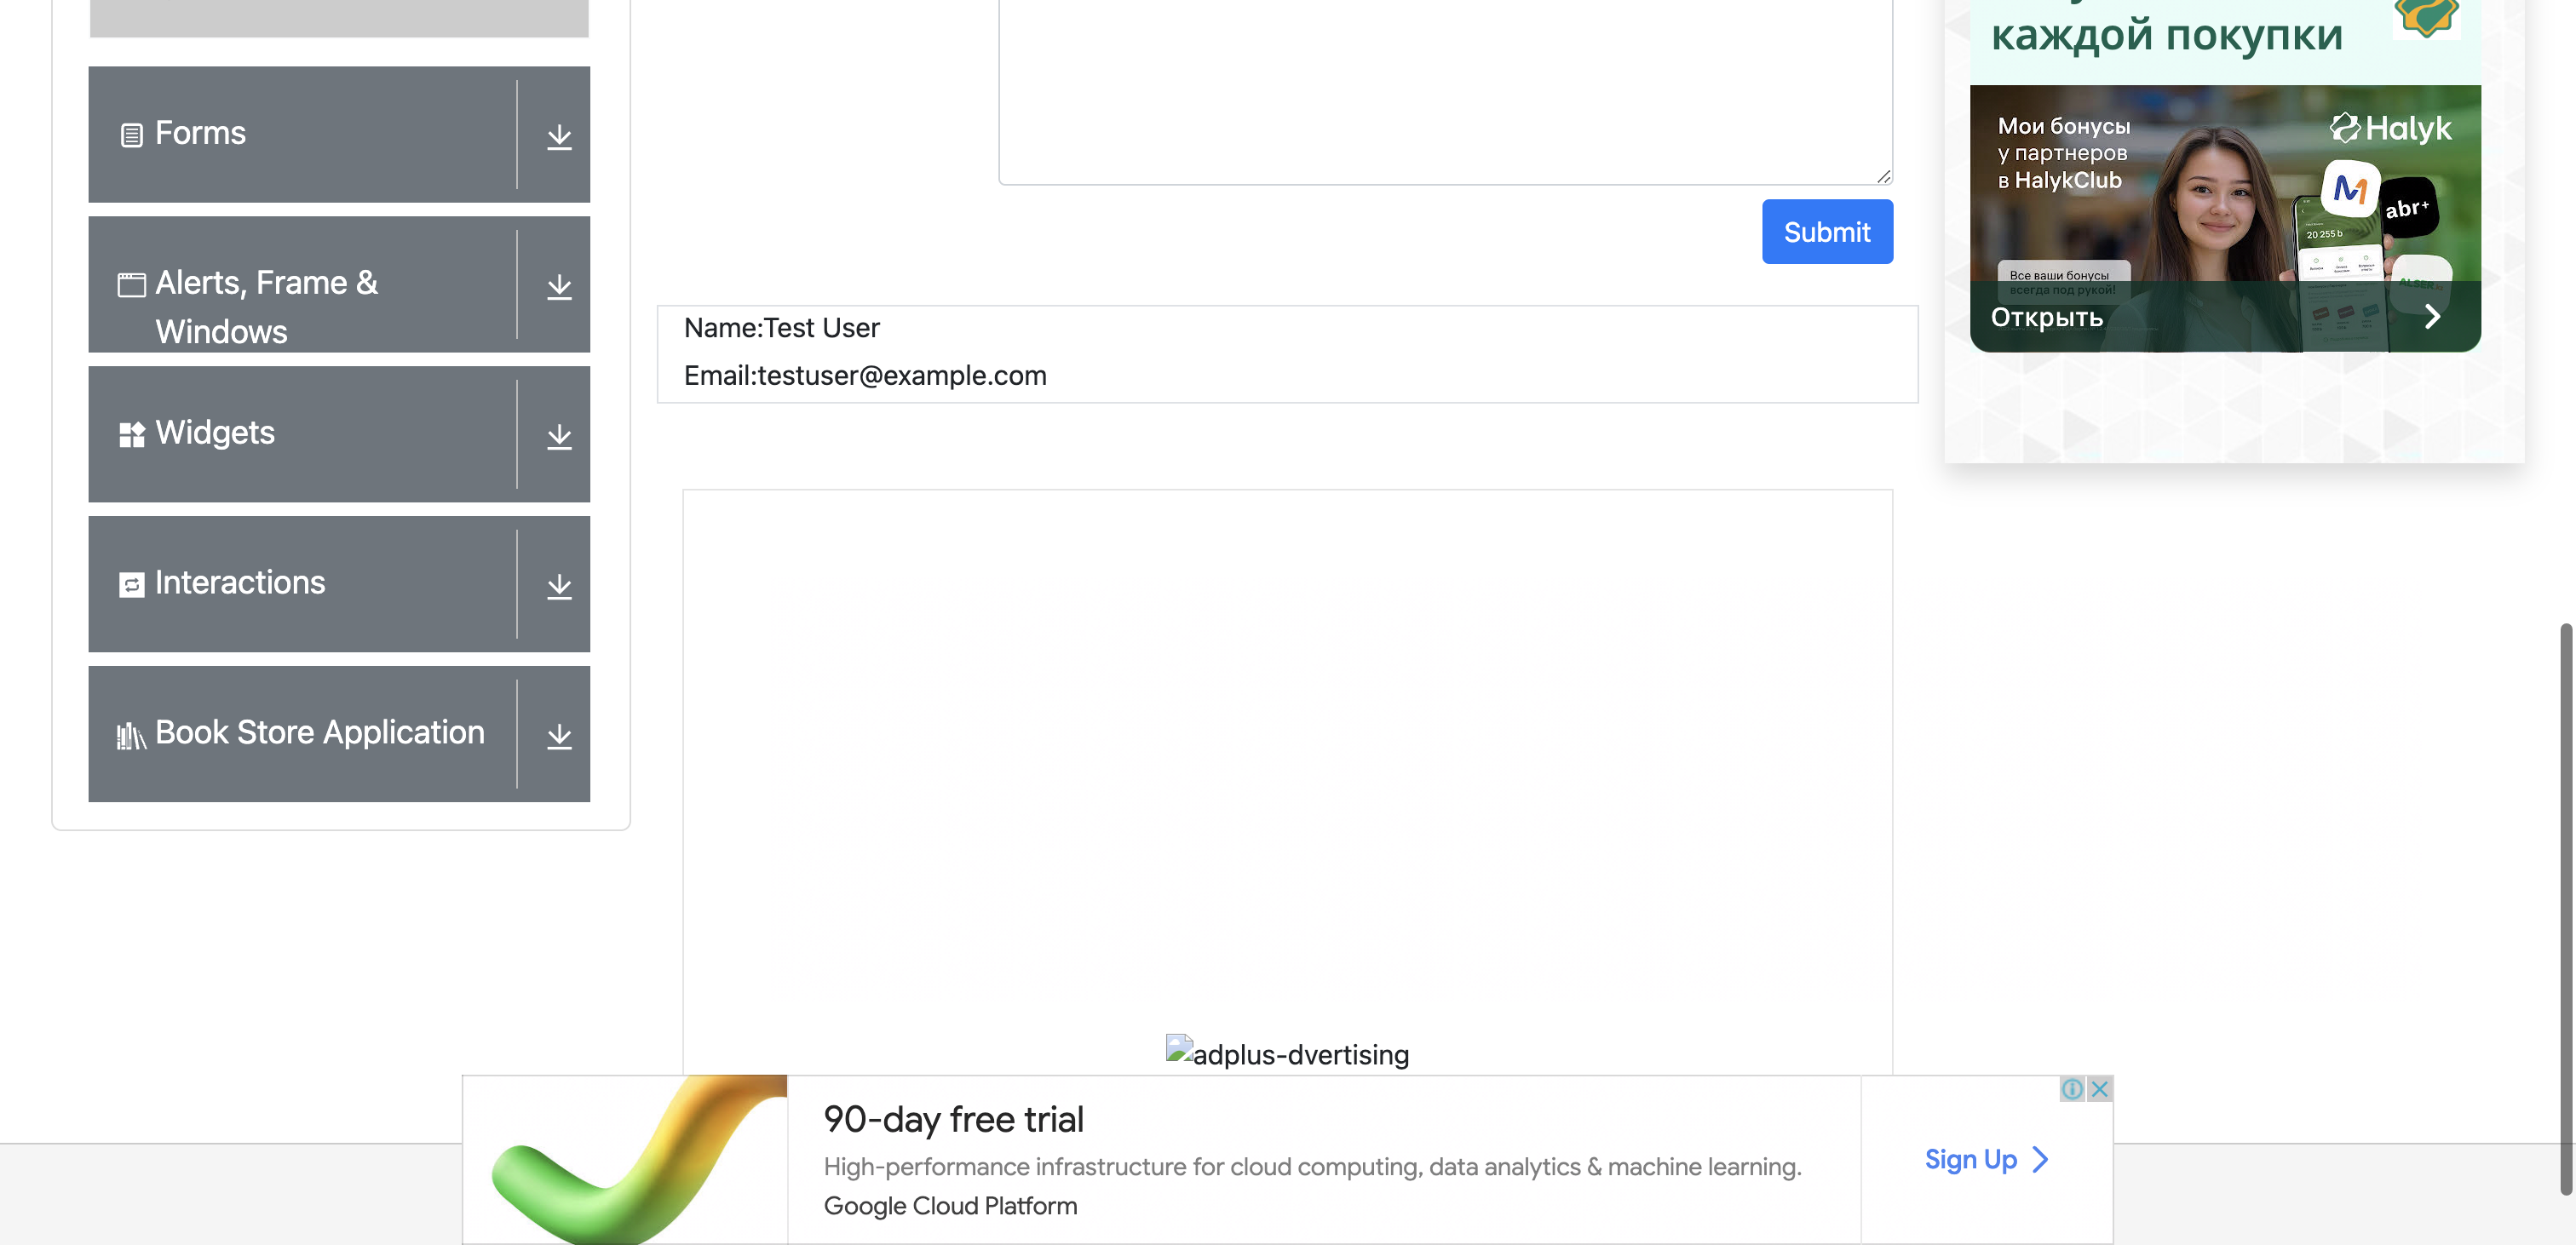 Forms
Alerts, Frame &
Windows
Widgets
Interactions
Book Store Application
Submit
Name:Test User
Email:testuser@example.com
adplus-dvertising
каждой покупки
Мои бонусы
у партнеров
в HalykClub
Halyk
abr+
20 255 ₸
ALSER
Все ваши бонусы
всегда под рукой!
Открыть
90-day free trial
High-performance infrastructure for cloud computing, data analytics & machine learning.
Google Cloud Platform
Sign Up